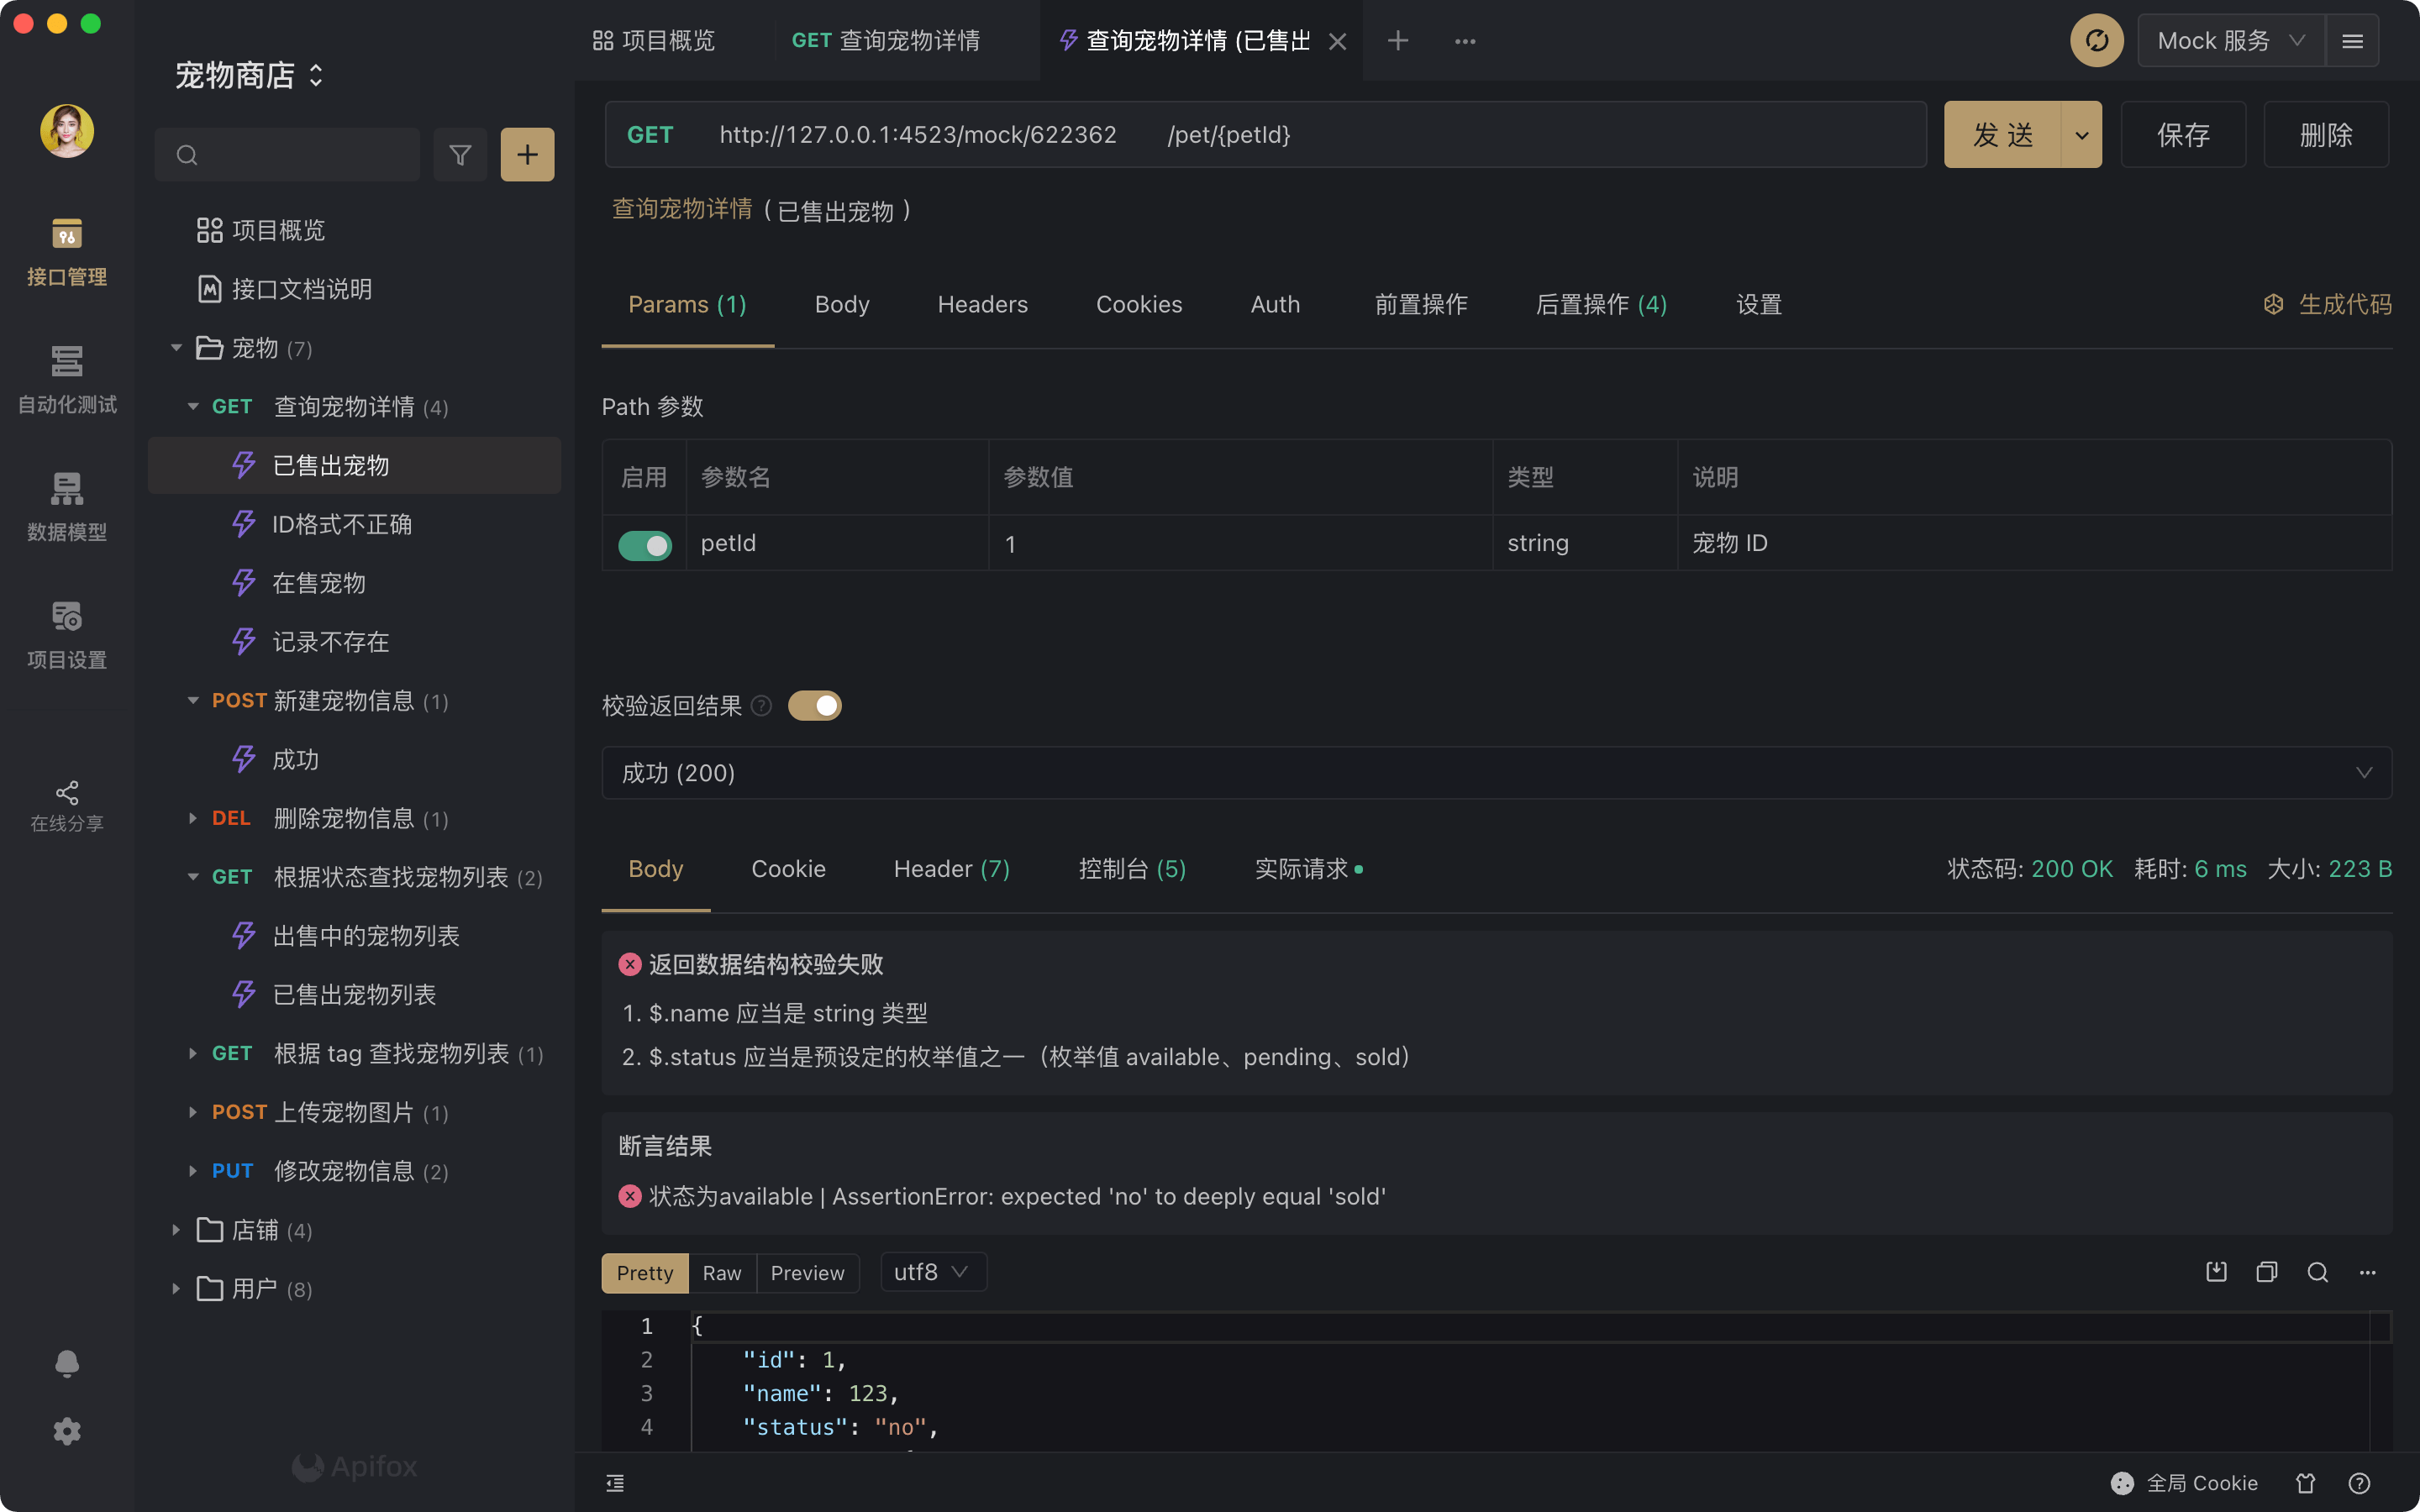 项目概览
GET 查询宠物详情
查询宠物详情 (已售出
Mock 服务
宠物商店
接口管理
自动化测试
数据模型
项目设置
在线分享
项目概览
接口文档说明
宠物 (7)
GET 查询宠物详情 (4)
已售出宠物
ID格式不正确
在售宠物
记录不存在
POST 新建宠物信息 (1)
成功
DEL 删除宠物信息 (1)
GET 根据状态查找宠物列表 (2)
出售中的宠物列表
已售出宠物列表
GET 根据 tag 查找宠物列表 (1)
POST 上传宠物图片 (1)
PUT 修改宠物信息 (2)
店铺 (4)
用户 (8)
Apifox
GET http://127.0.0.1:4523/mock/622362 /pet/{petId}
发 送
保存
删除
查询宠物详情 ( 已售出宠物 )
Params (1) Body Headers Cookies Auth 前置操作 后置操作 (4) 设置
生成代码
Path 参数
启用 参数名 参数值 类型 说明
petId 1 string 宠物 ID
校验返回结果
成功 (200)
Body Cookie Header (7) 控制台 (5) 实际请求
状态码: 200 OK 耗时: 6 ms 大小: 223 B
返回数据结构校验失败
1. $.name 应当是 string 类型
2. $.status 应当是预设定的枚举值之一（枚举值 available、pending、sold）
断言结果
状态为available | AssertionError: expected 'no' to deeply equal 'sold'
Pretty Raw Preview utf8
1 {
2 "id": 1,
3 "name": 123,
4 "status": "no",
全局 Cookie